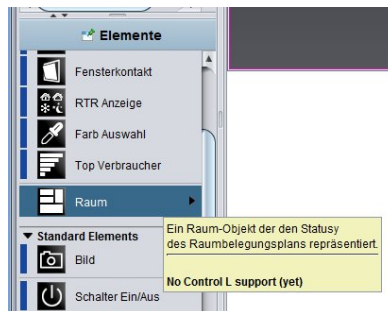 Elemente
Fensterkontakt
RTR Anzeige
Farb Auswahl
Top Verbraucher
Raum
Ein Raum-Objekt der den Statusy
des Raumbelegungsplans repräsentiert.
Standard Elements
Bild
No Control L support (yet)
Schalter Ein/Aus